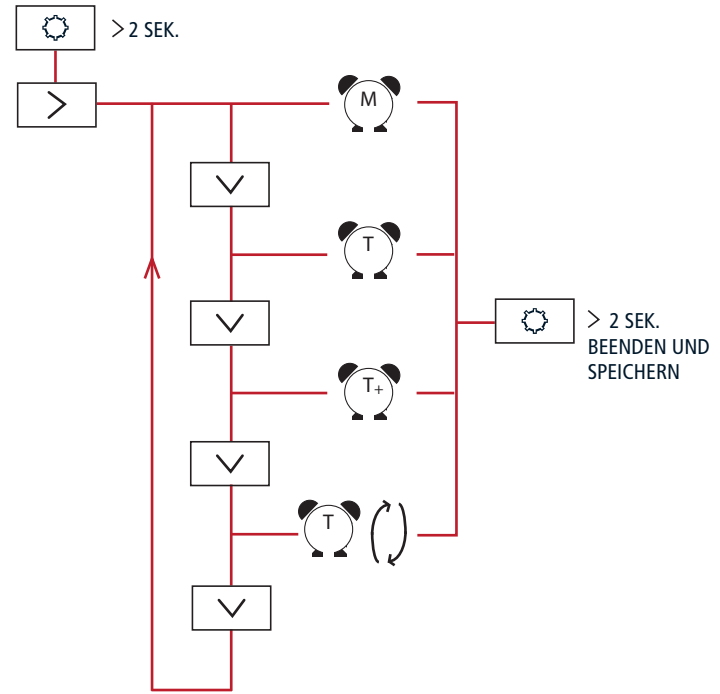 > 2 SEK.
M
T
> 2 SEK.
BEENDEN UND
SPEICHERN
T+
T